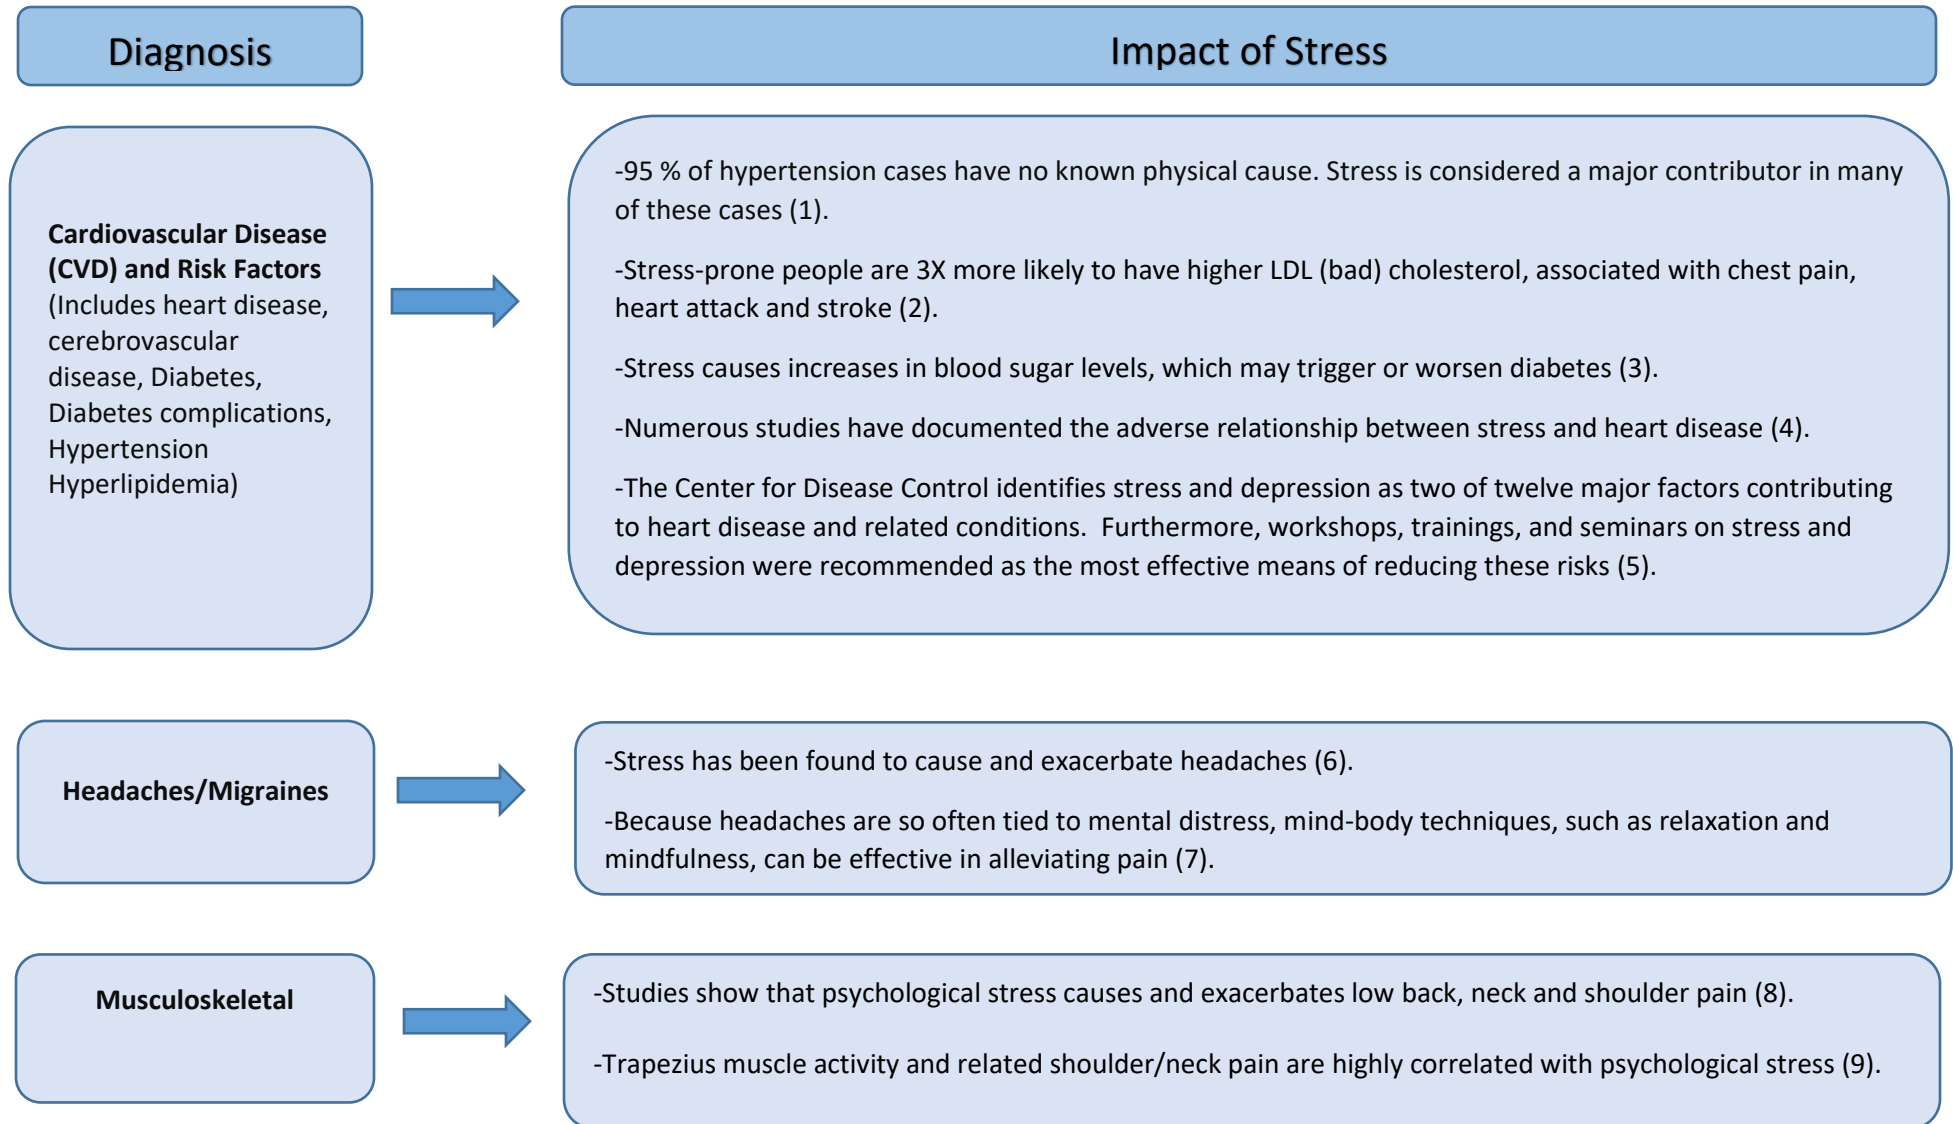 Diagnosis
Impact of Stress
Cardiovascular Disease
(CVD) and Risk Factors
(Includes heart disease,
cerebrovascular
disease, Diabetes,
Diabetes complications,
Hypertension
Hyperlipidemia)
-95 % of hypertension cases have no known physical cause. Stress is considered a major contributor in many
of these cases (1).
-Stress-prone people are 3X more likely to have higher LDL (bad) cholesterol, associated with chest pain,
heart attack and stroke (2).
-Stress causes increases in blood sugar levels, which may trigger or worsen diabetes (3).
-Numerous studies have documented the adverse relationship between stress and heart disease (4).
-The Center for Disease Control identifies stress and depression as two of twelve major factors contributing
to heart disease and related conditions.  Furthermore, workshops, trainings, and seminars on stress and
depression were recommended as the most effective means of reducing these risks (5).
Headaches/Migraines
-Stress has been found to cause and exacerbate headaches (6).
-Because headaches are so often tied to mental distress, mind-body techniques, such as relaxation and
mindfulness, can be effective in alleviating pain (7).
Musculoskeletal
-Studies show that psychological stress causes and exacerbates low back, neck and shoulder pain (8).
-Trapezius muscle activity and related shoulder/neck pain are highly correlated with psychological stress (9).